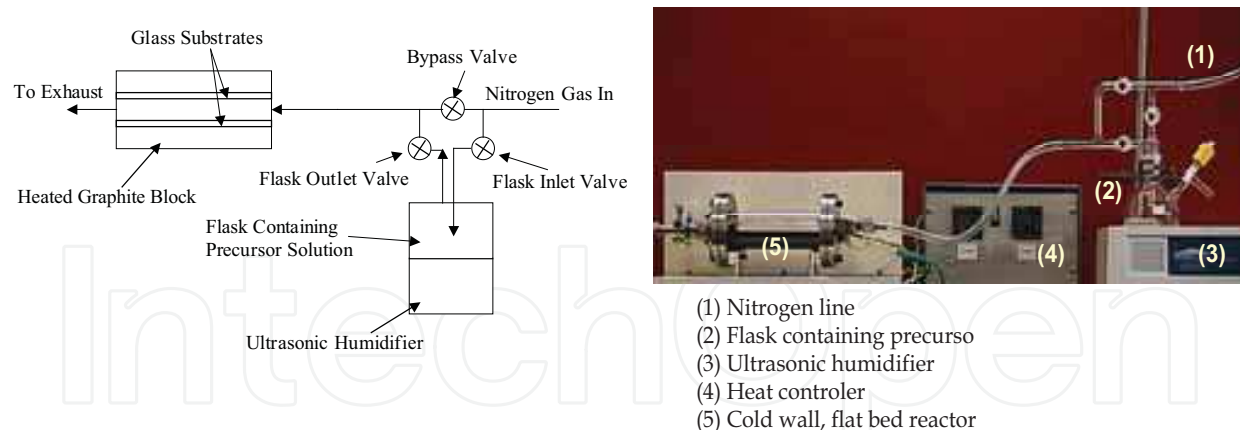 Glass Substrates
To Exhaust
Bypass Valve
Nitrogen Gas In
Heated Graphite Block
Flask Outlet Valve
Flask Inlet Valve
Flask Containing
Precursor Solution
Ultrasonic Humidifier
(1)
(2)
(3)
(4)
(5)
(1) Nitrogen line
(2) Flask containing precurso
(3) Ultrasonic humidifier
(4) Heat controler
(5) Cold wall, flat bed reactor
IntechOpen